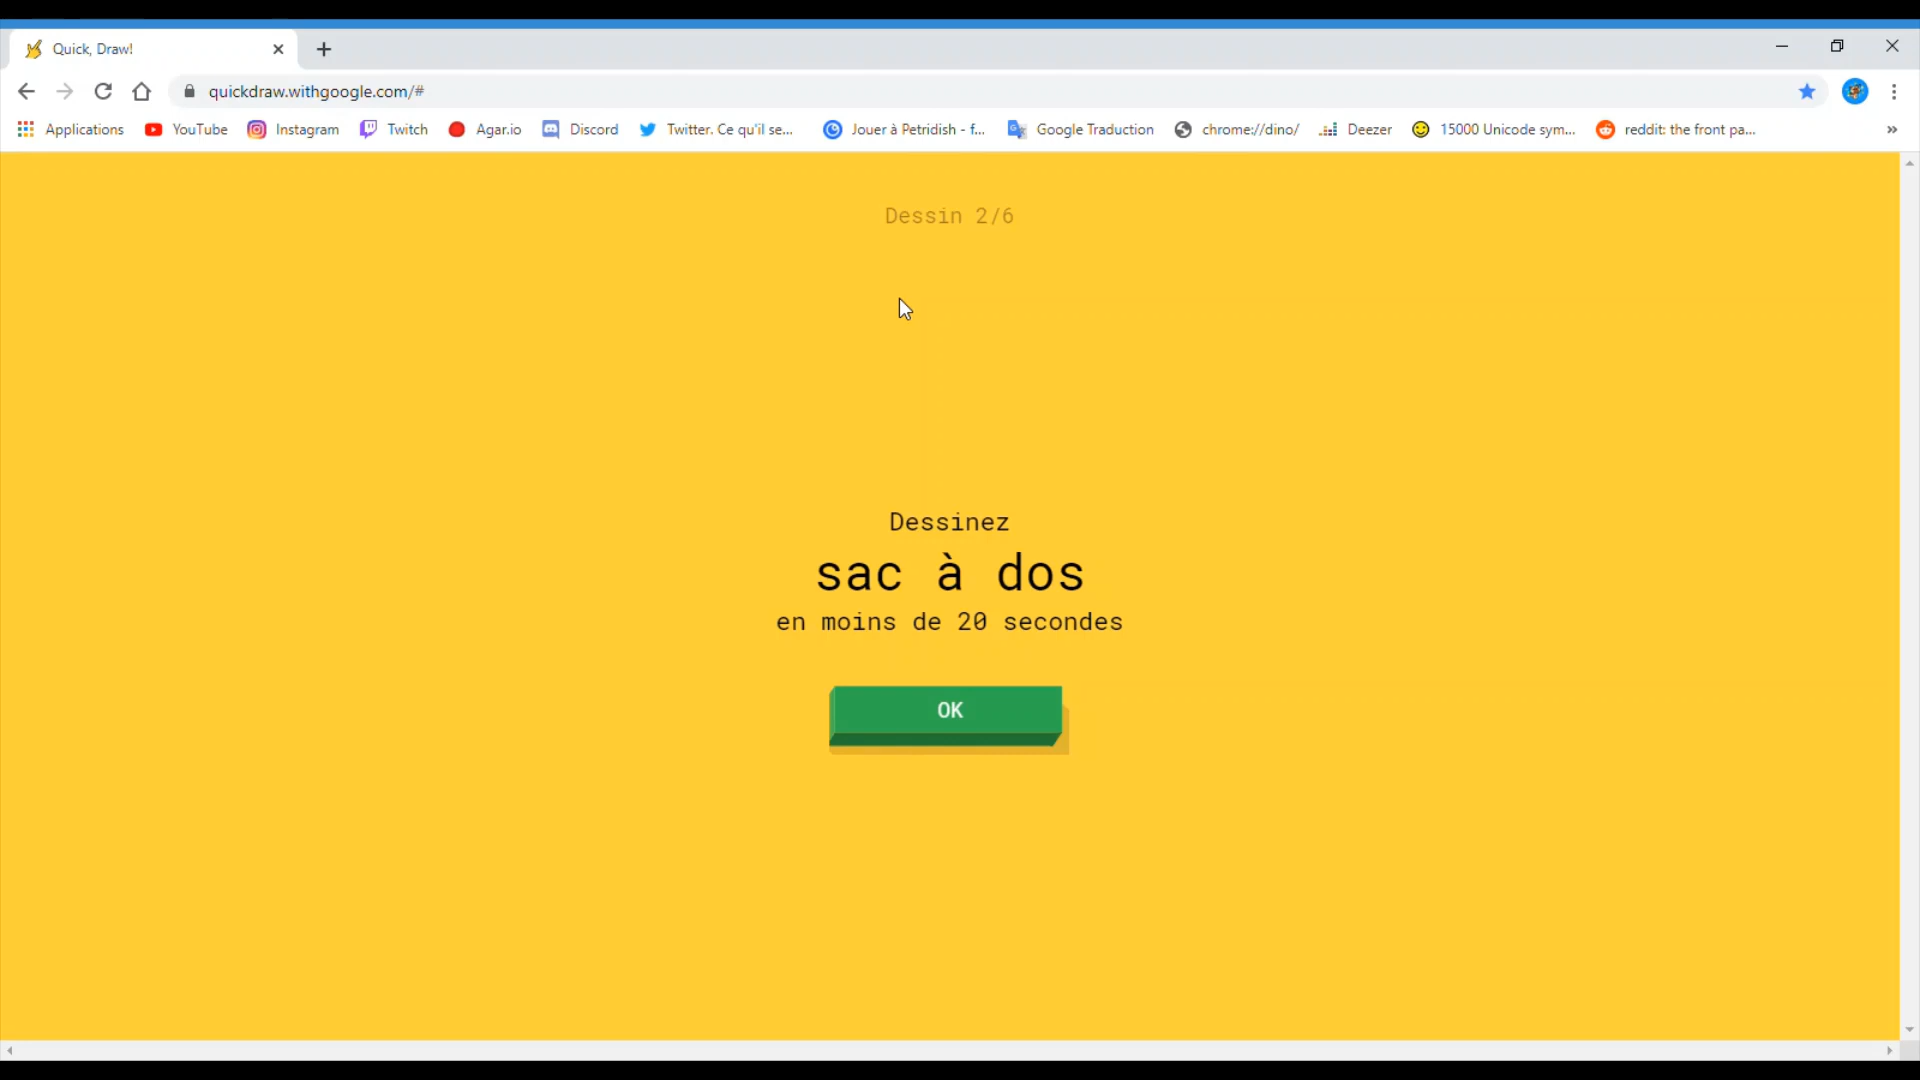 Quick, Draw!
quickdraw.withgoogle.com/#
Applications YouTube Instagram Twitch Agar.io Discord Twitter. Ce qu'il se... Jouer à Petridish - f... Google Traduction chrome://dino/ Deezer 15000 Unicode sym... reddit: the front pa... »
Dessin 2/6
Dessinez
sac à dos
en moins de 20 secondes
OK